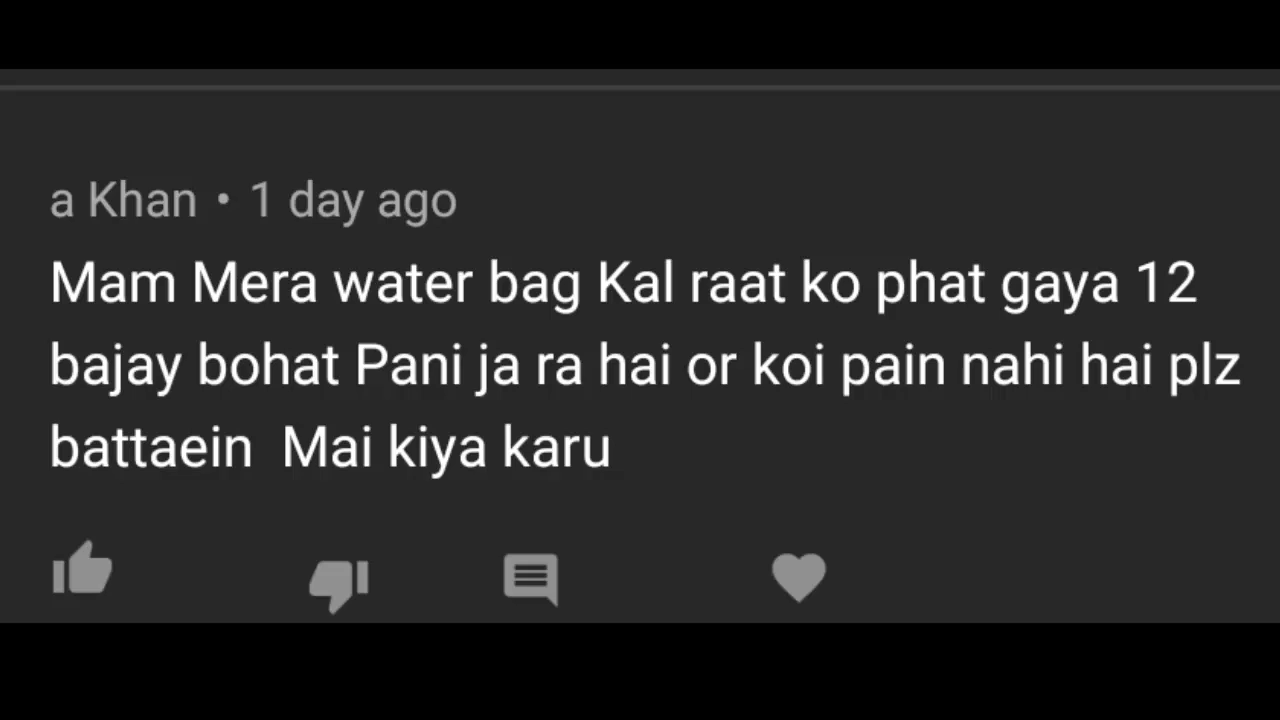 a Khan • 1 day ago
Mam Mera water bag Kal raat ko phat gaya 12
bajay bohat Pani ja ra hai or koi pain nahi hai plz
battaein  Mai kiya karu